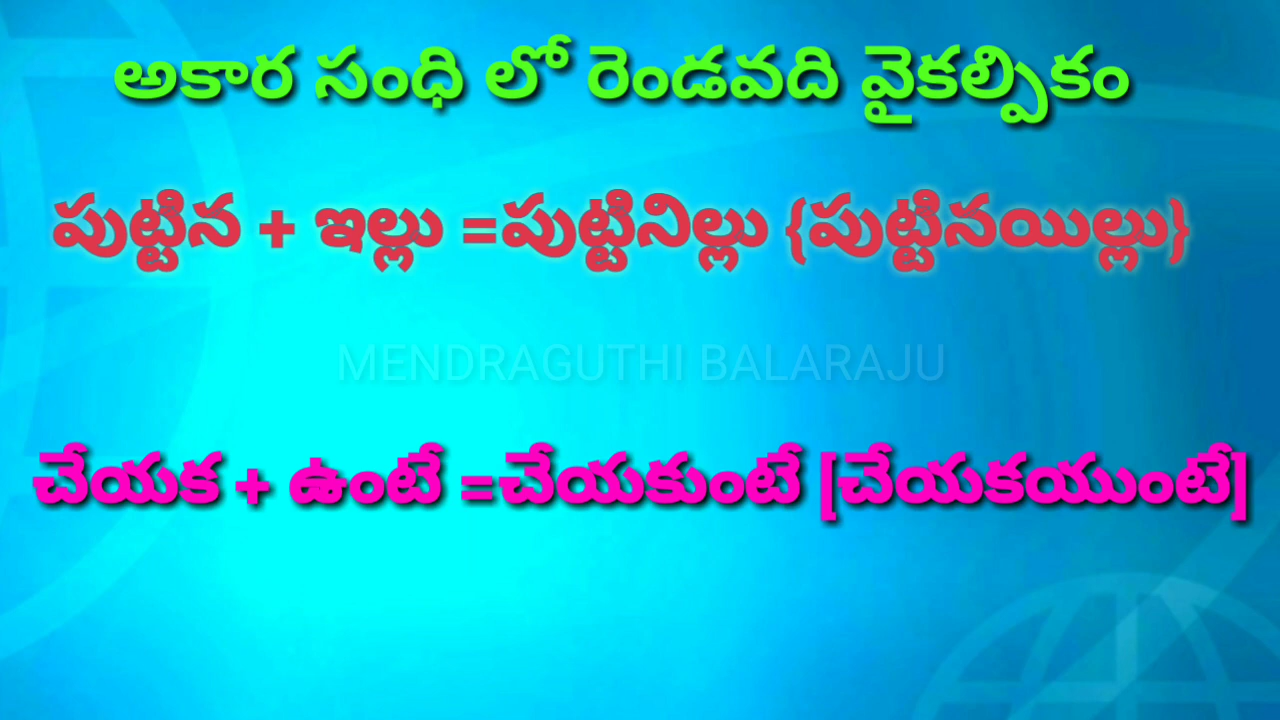 అకార సంధి లో రెండవది వైకల్పికం
పుట్టిన + ఇల్లు =పుట్టినిల్లు {పుట్టినయిల్లు}
MENDRAGUTHI BALARAJU
చేయక + ఉంటే =చేయకుంటే [చేయకయుంటే]